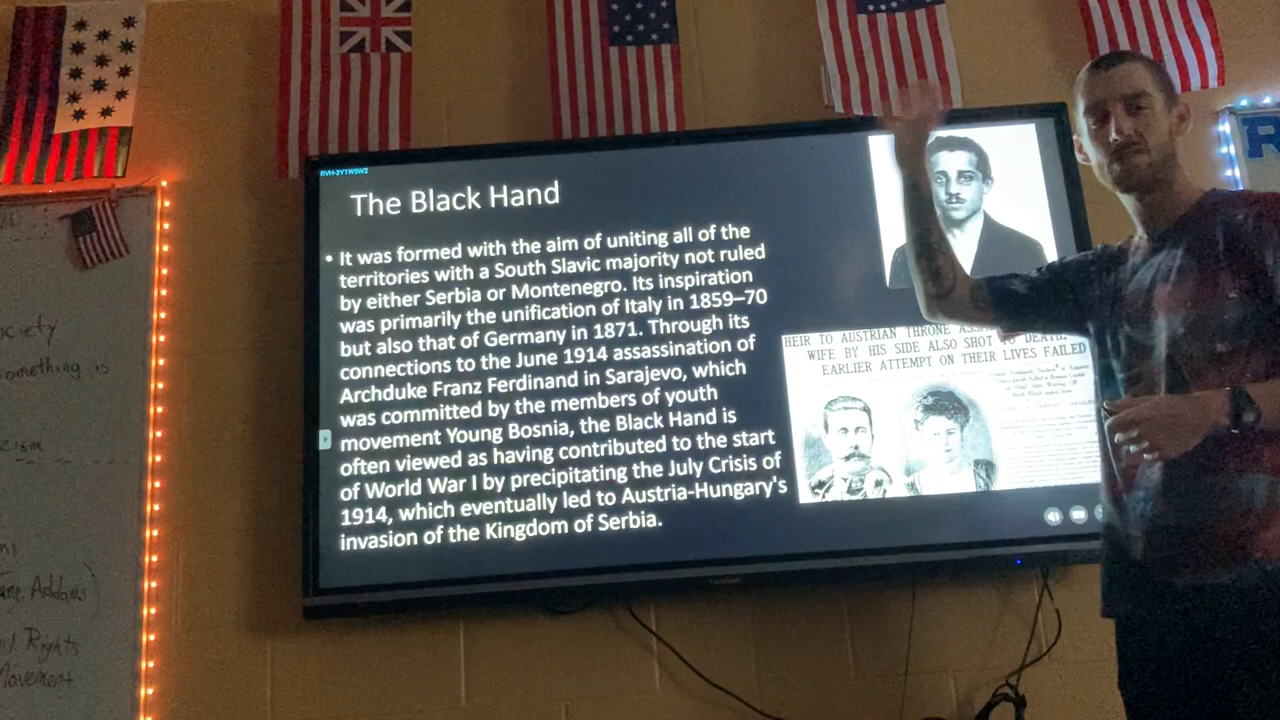 RVH-3Y1W5W2
The Black Hand
• It was formed with the aim of uniting all of the
territories with a South Slavic majority not ruled
by either Serbia or Montenegro. Its inspiration
was primarily the unification of Italy in 1859–70
but also that of Germany in 1871. Through its
connections to the June 1914 assassination of
Archduke Franz Ferdinand in Sarajevo, which
was committed by the members of youth
movement Young Bosnia, the Black Hand is
often viewed as having contributed to the start
of World War I by precipitating the July Crisis of
1914, which eventually led to Austria-Hungary's
invasion of the Kingdom of Serbia.
HEIR TO AUSTRIAN THRONE
WIFE BY HIS SIDE ALSO SHOT TO DEATH.
EARLIER ATTEMPT ON THEIR LIVES FAILED
something is
Addams)
Rights
Movement
R